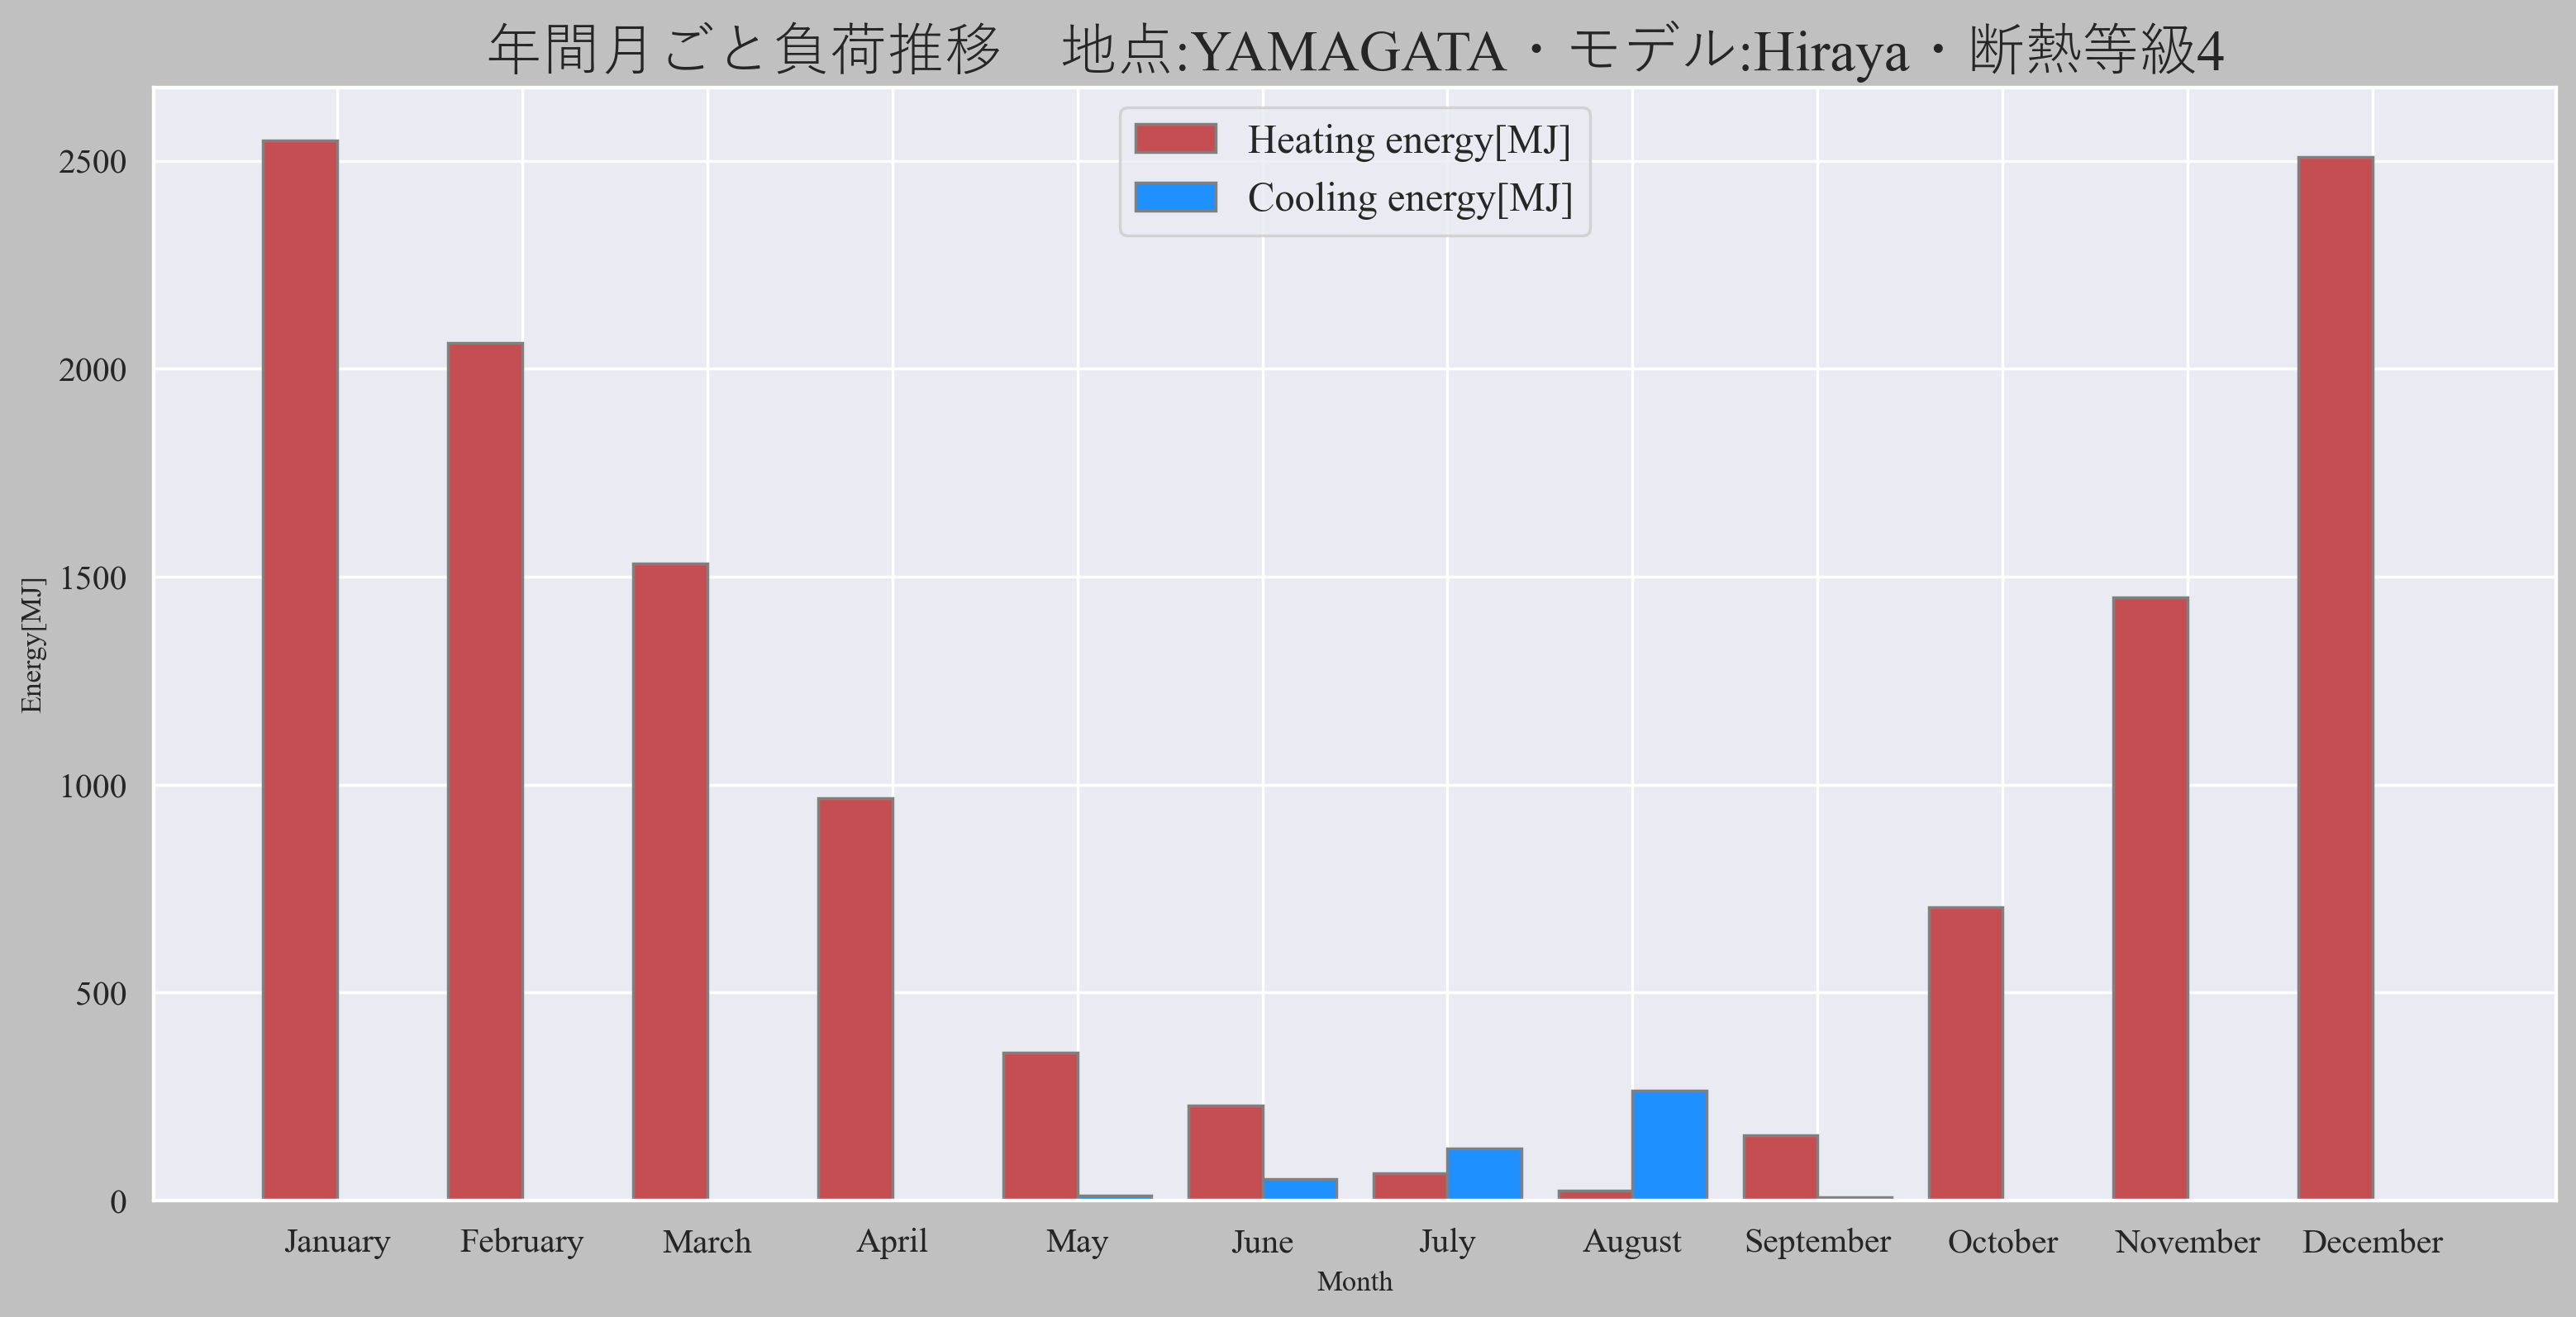 年間月ごと負荷推移　地点:YAMAGATA・モデル:Hiraya・断熱等級4
Heating energy[MJ]
Cooling energy[MJ]
Energy[MJ]
2500
2000
1500
1000
500
0
January February March April May June July August September October November December
Month